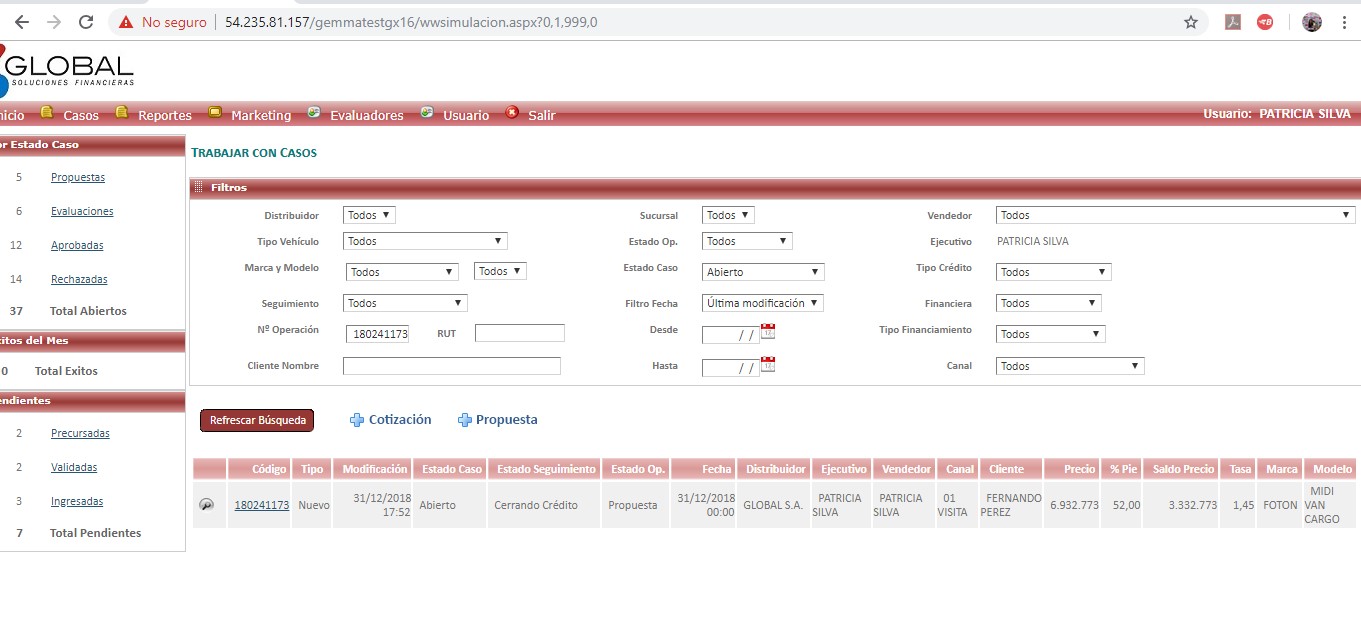 No seguro
54.235.81.157/gemmatestgx16/wwsimulacion.aspx?0,1,999,0
GLOBAL
SOLUCIONES FINANCIERAS
nicio Casos Reportes Marketing Evaluadores Usuario Salir
Usuario: PATRICIA SILVA
or Estado Caso
5 Propuestas
6 Evaluaciones
12 Aprobadas
14 Rechazadas
37 Total Abiertos
itos del Mes
0 Total Exitos
endientes
2 Precursadas
2 Validadas
3 Ingresadas
7 Total Pendientes
TRABAJAR CON CASOS
Filtros
Distribuidor Todos Sucursal Todos Vendedor Todos
Tipo Vehículo Todos Estado Op. Todos Ejecutivo PATRICIA SILVA
Marca y Modelo Todos Todos Estado Caso Abierto Tipo Crédito Todos
Seguimiento Todos Filtro Fecha Última modificación Financiera Todos
Nº Operación 180241173 RUT Desde / / Tipo Financiamiento Todos
Cliente Nombre Hasta / / Canal Todos
Refrescar Búsqueda Cotización Propuesta
Código Tipo Modificación Estado Caso Estado Seguimiento Estado Op. Fecha Distribuidor Ejecutivo Vendedor Canal Cliente Precio % Pie Saldo Precio Tasa Marca Modelo
180241173 Nuevo 31/12/2018 17:52 Abierto Cerrando Crédito Propuesta 31/12/2018 00:00 GLOBAL S.A. PATRICIA SILVA PATRICIA SILVA 01 VISITA FERNANDO PEREZ 6.932.773 52,00 3.332.773 1,45 FOTON MIDI VAN CARGO